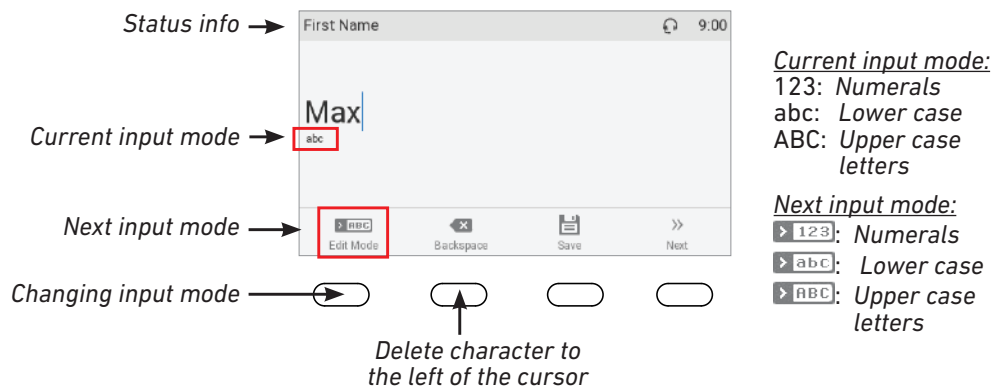 Status info
First Name 9:00
Max
Current input mode
abc
Next input mode
ABC
Edit Mode Backspace Save Next
Changing input mode
Delete character to
the left of the cursor
Current input mode:
123: Numerals
abc: Lower case
ABC: Upper case
letters
Next input mode:
> 123: Numerals
> abc: Lower case
> ABC: Upper case
letters